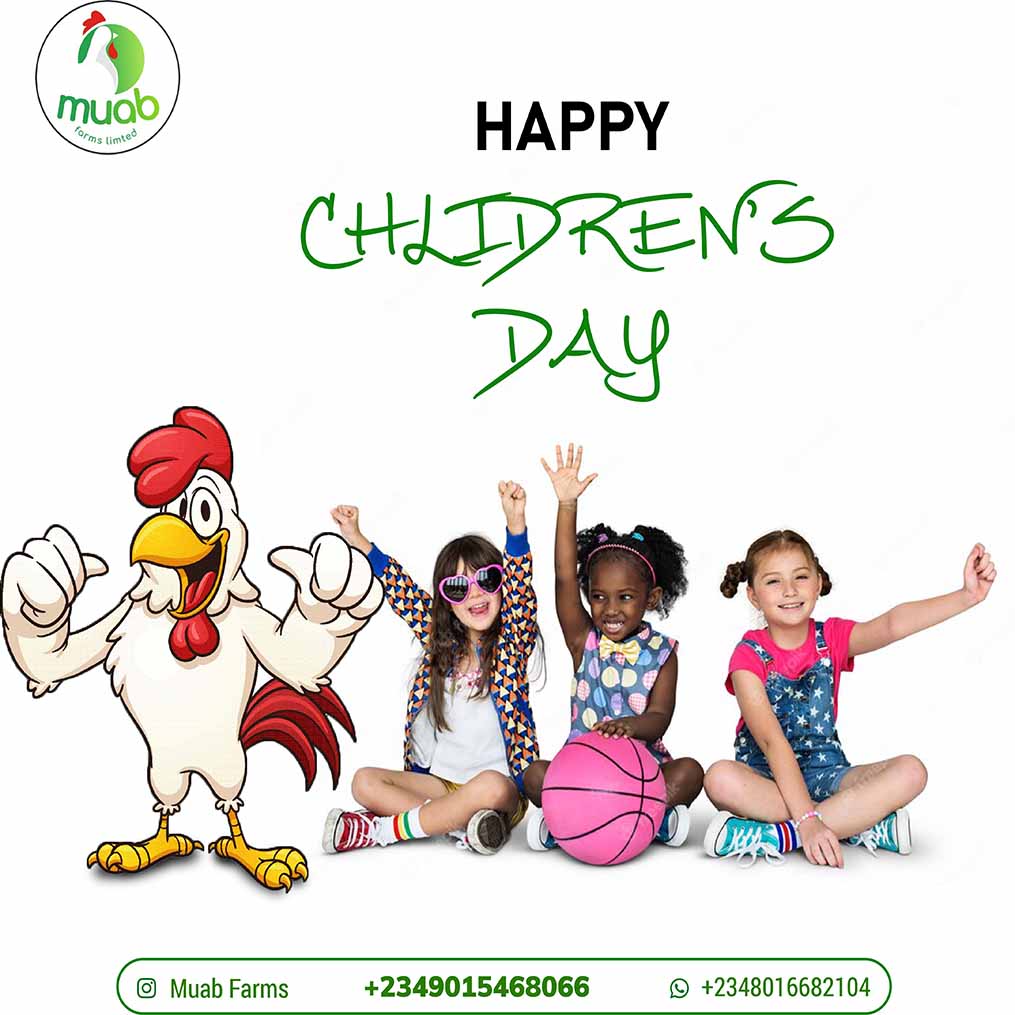 muab
farms limted
HAPPY
CHLIDREN'S
DAY
Muab Farms +2349015468066 +2348016682104